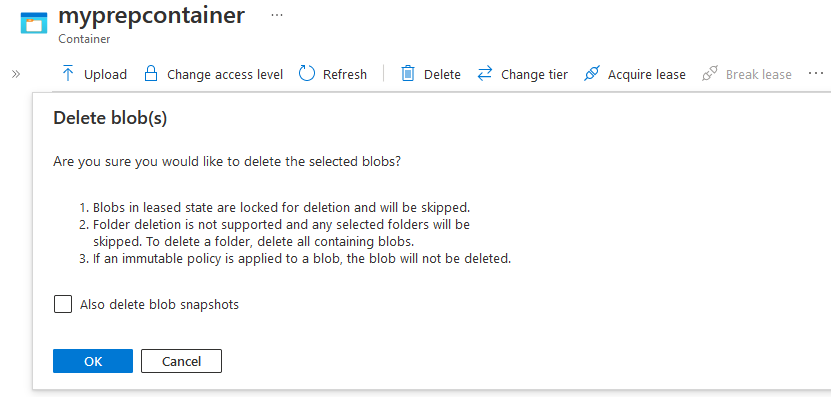 myprepcontainer ...
Container
» Upload Change access level Refresh Delete Change tier Acquire lease Break lease ...
Delete blob(s)
Are you sure you would like to delete the selected blobs?
1. Blobs in leased state are locked for deletion and will be skipped.
2. Folder deletion is not supported and any selected folders will be
skipped. To delete a folder, delete all containing blobs.
3. If an immutable policy is applied to a blob, the blob will not be deleted.
Also delete blob snapshots
OK Cancel